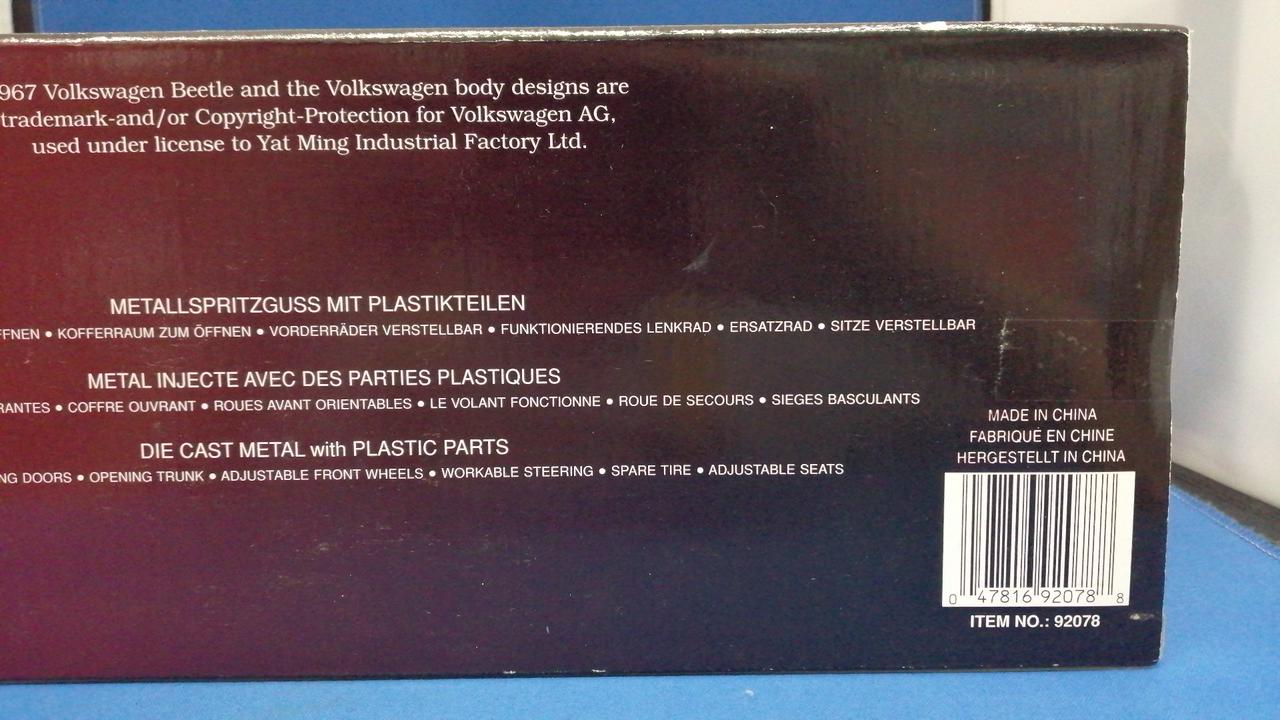 967 Volkswagen Beetle and the Volkswagen body designs are
trademark-and/or Copyright-Protection for Volkswagen AG,
used under license to Yat Ming Industrial Factory Ltd.
METALLSPRITZGUSS MIT PLASTIKTEILEN
FFNEN ● KOFFERRAUM ZUM ÖFFNEN ● VORDERRÄDER VERSTELLBAR ● FUNKTIONIERENDES LENKRAD ● ERSATZRAD ● SITZE VERSTELLBAR
METAL INJECTE AVEC DES PARTIES PLASTIQUES
RANTES ● COFFRE OUVRANT ● ROUES AVANT ORIENTABLES ● LE VOLANT FONCTIONNE ● ROUE DE SECOURS ● SIEGES BASCULANTS
DIE CAST METAL with PLASTIC PARTS
NG DOORS ● OPENING TRUNK ● ADJUSTABLE FRONT WHEELS ● WORKABLE STEERING ● SPARE TIRE ● ADJUSTABLE SEATS
MADE IN CHINA
FABRIQUÉ EN CHINE
HERGESTELLT IN CHINA
0 47816 92078 8
ITEM NO.: 92078